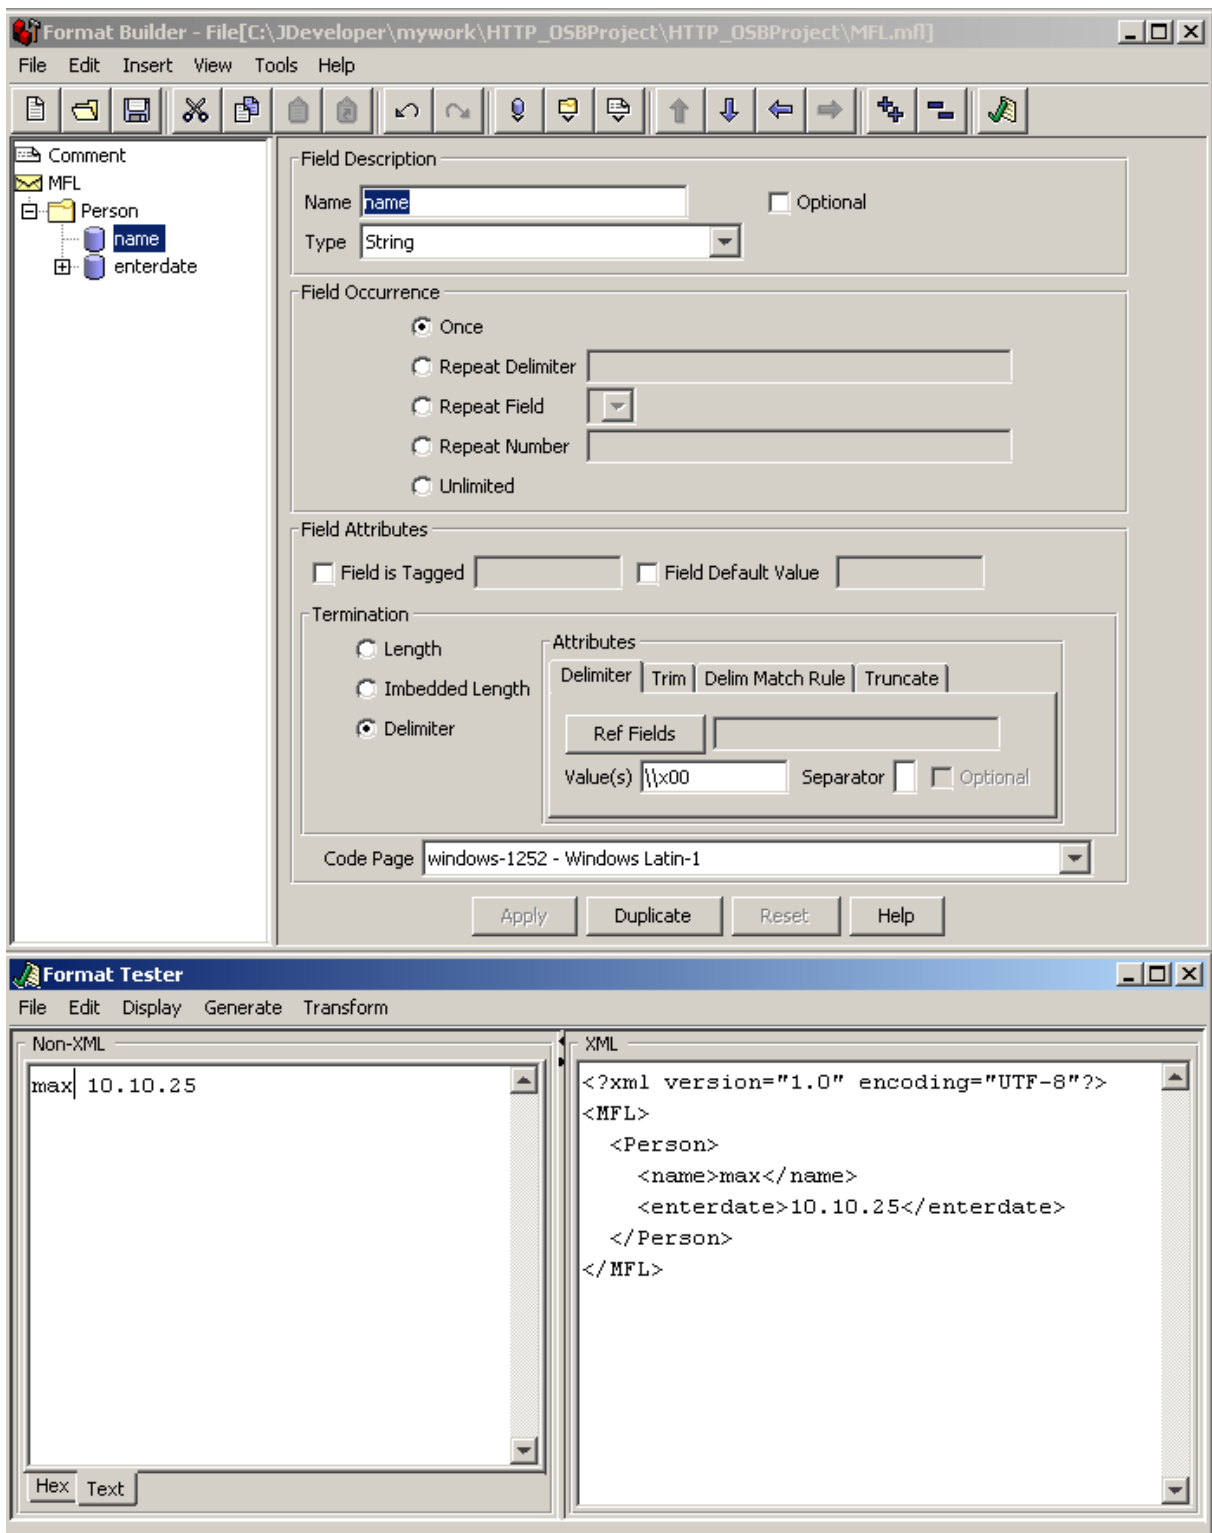 Format Builder - File[C:\JDeveloper\mywork\HTTP_OSBProject\HTTP_OSBProject\MFL.mfl]
File Edit Insert View Tools Help
Comment
MFL
Person
name
enterdate
Field Description
Name name Optional
Type String
Field Occurrence
Once
Repeat Delimiter
Repeat Field
Repeat Number
Unlimited
Field Attributes
Field is Tagged Field Default Value
Termination
Length
Imbedded Length
Delimiter
Attributes
Delimiter Trim Delim Match Rule Truncate
Ref Fields
Value(s) \\x00 Separator Optional
Code Page windows-1252 - Windows Latin-1
Apply Duplicate Reset Help
Format Tester
File Edit Display Generate Transform
Non-XML
max 10.10.25
Hex Text
XML
<?xml version="1.0" encoding="UTF-8"?>
<MFL>
<Person>
<name>max</name>
<enterdate>10.10.25</enterdate>
</Person>
</MFL>